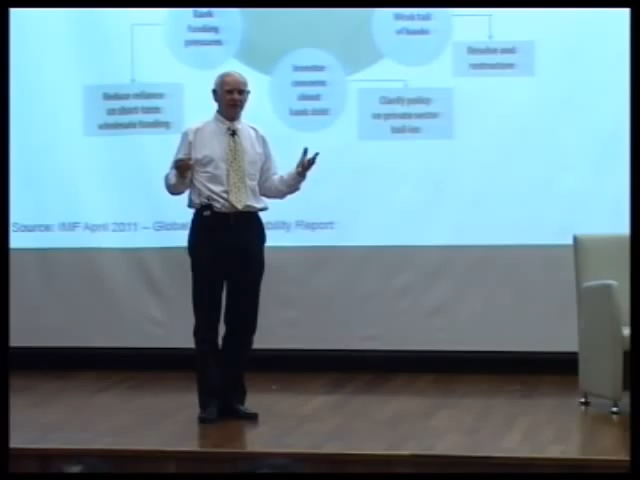 Bank
funding
pressures
Weak tail
of banks
Resolve and
restructure
Investor
concerns
about
bank debt
Reduce reliance
on short-term
wholesale funding
Clarify policy
on private sector
bail-ins
Source: IMF April 2011 – Global bility Report